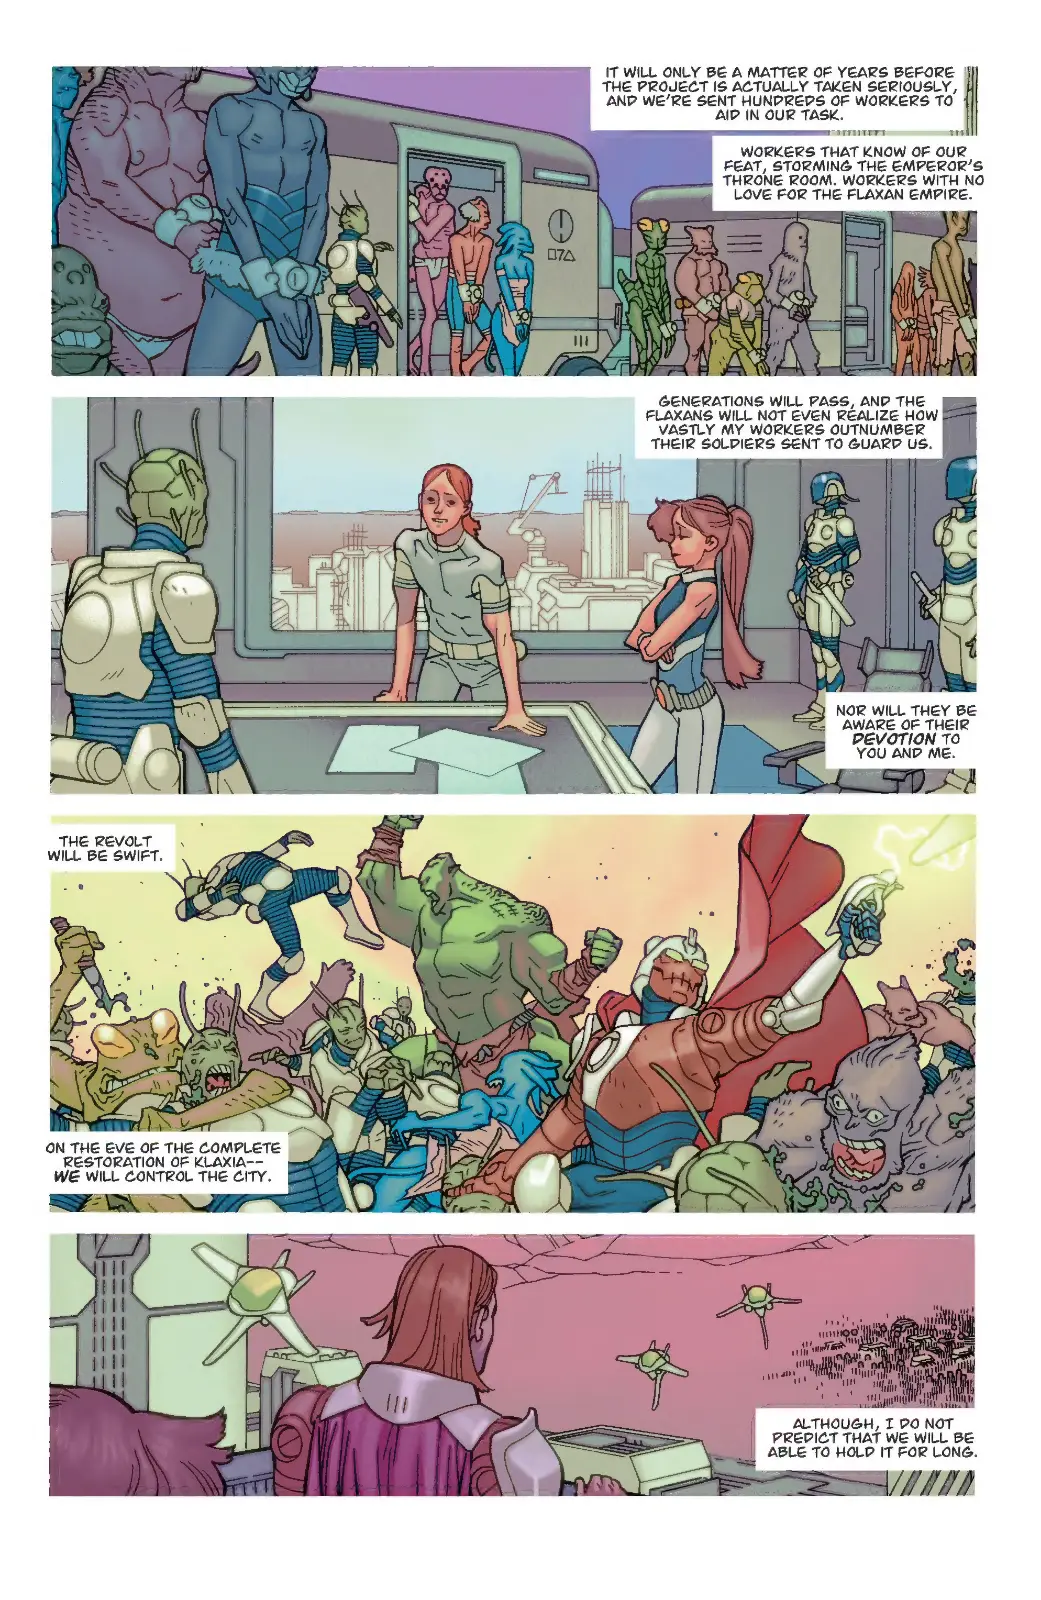 IT WILL ONLY BE A MATTER OF YEARS BEFORE
THE PROJECT IS ACTUALLY TAKEN SERIOUSLY,
AND WE'RE SENT HUNDREDS OF WORKERS TO
AID IN OUR TASK.
WORKERS THAT KNOW OF OUR
FEAT, STORMING THE EMPEROR'S
THRONE ROOM. WORKERS WITH NO
LOVE FOR THE FLAXAN EMPIRE.
GENERATIONS WILL PASS, AND THE
FLAXANS WILL NOT EVEN REALIZE HOW
VASTLY MY WORKERS OUTNUMBER
THEIR SOLDIERS SENT TO GUARD US.
NOR WILL THEY BE
AWARE OF THEIR
DEVOTION TO
YOU AND ME.
THE REVOLT
WILL BE SWIFT.
ON THE EVE OF THE COMPLETE
RESTORATION OF KLAXIA--
WE WILL CONTROL THE CITY.
ALTHOUGH, I DO NOT
PREDICT THAT WE WILL BE
ABLE TO HOLD IT FOR LONG.